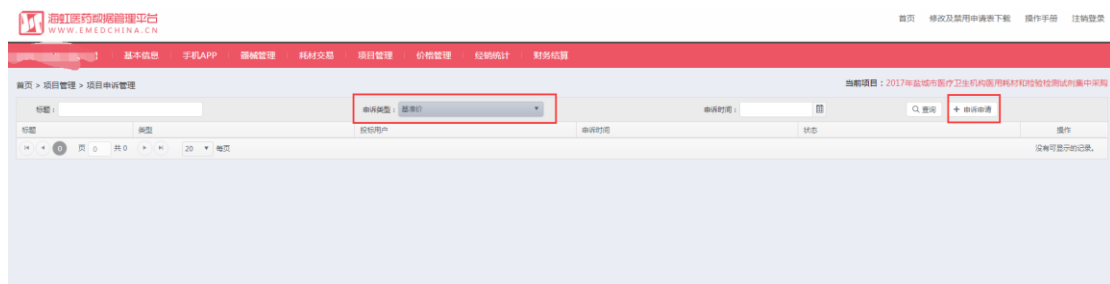 海虹医药数据管理平台
WWW.EMEDCHINA.CN
首页 修改及禁用申请表下载 操作手册 注销登录
基本信息 手机APP 器械管理 耗材交易 项目管理 价格管理 经销统计 财务结算
首页 > 项目管理 > 项目申诉管理
当前项目：2017年盐城市医疗卫生机构医用耗材和检验检测试剂集中采购
标题： 申诉类型： 基准价 申诉时间： 查询 + 申诉申请
标题 类型 投标用户 申诉时间 状态 操作
0 页 0 共 0 20 每页 没有可显示的记录。